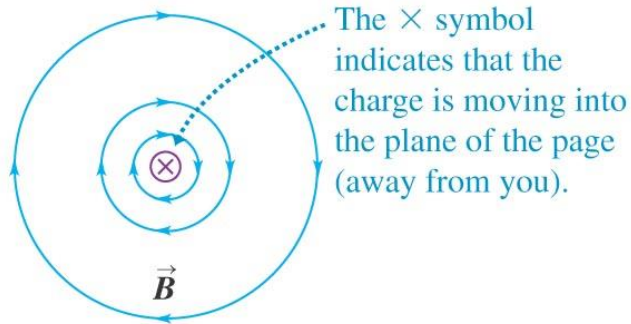 The × symbol
indicates that the
charge is moving into
the plane of the page
(away from you).
B⃗